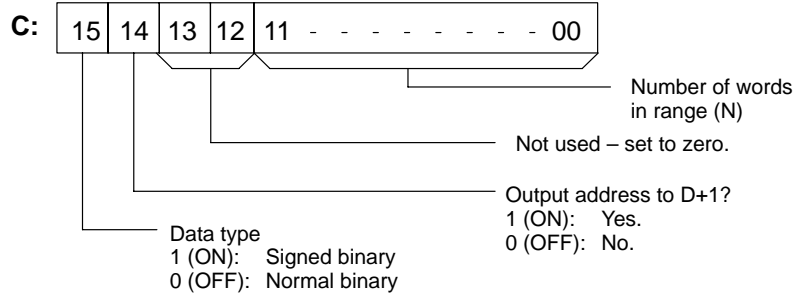 C: 15 14 13 12 11 - - - - - - - - 00
Number of words
in range (N)
Not used – set to zero.
Output address to D+1?
1 (ON): Yes.
0 (OFF): No.
Data type
1 (ON): Signed binary
0 (OFF): Normal binary